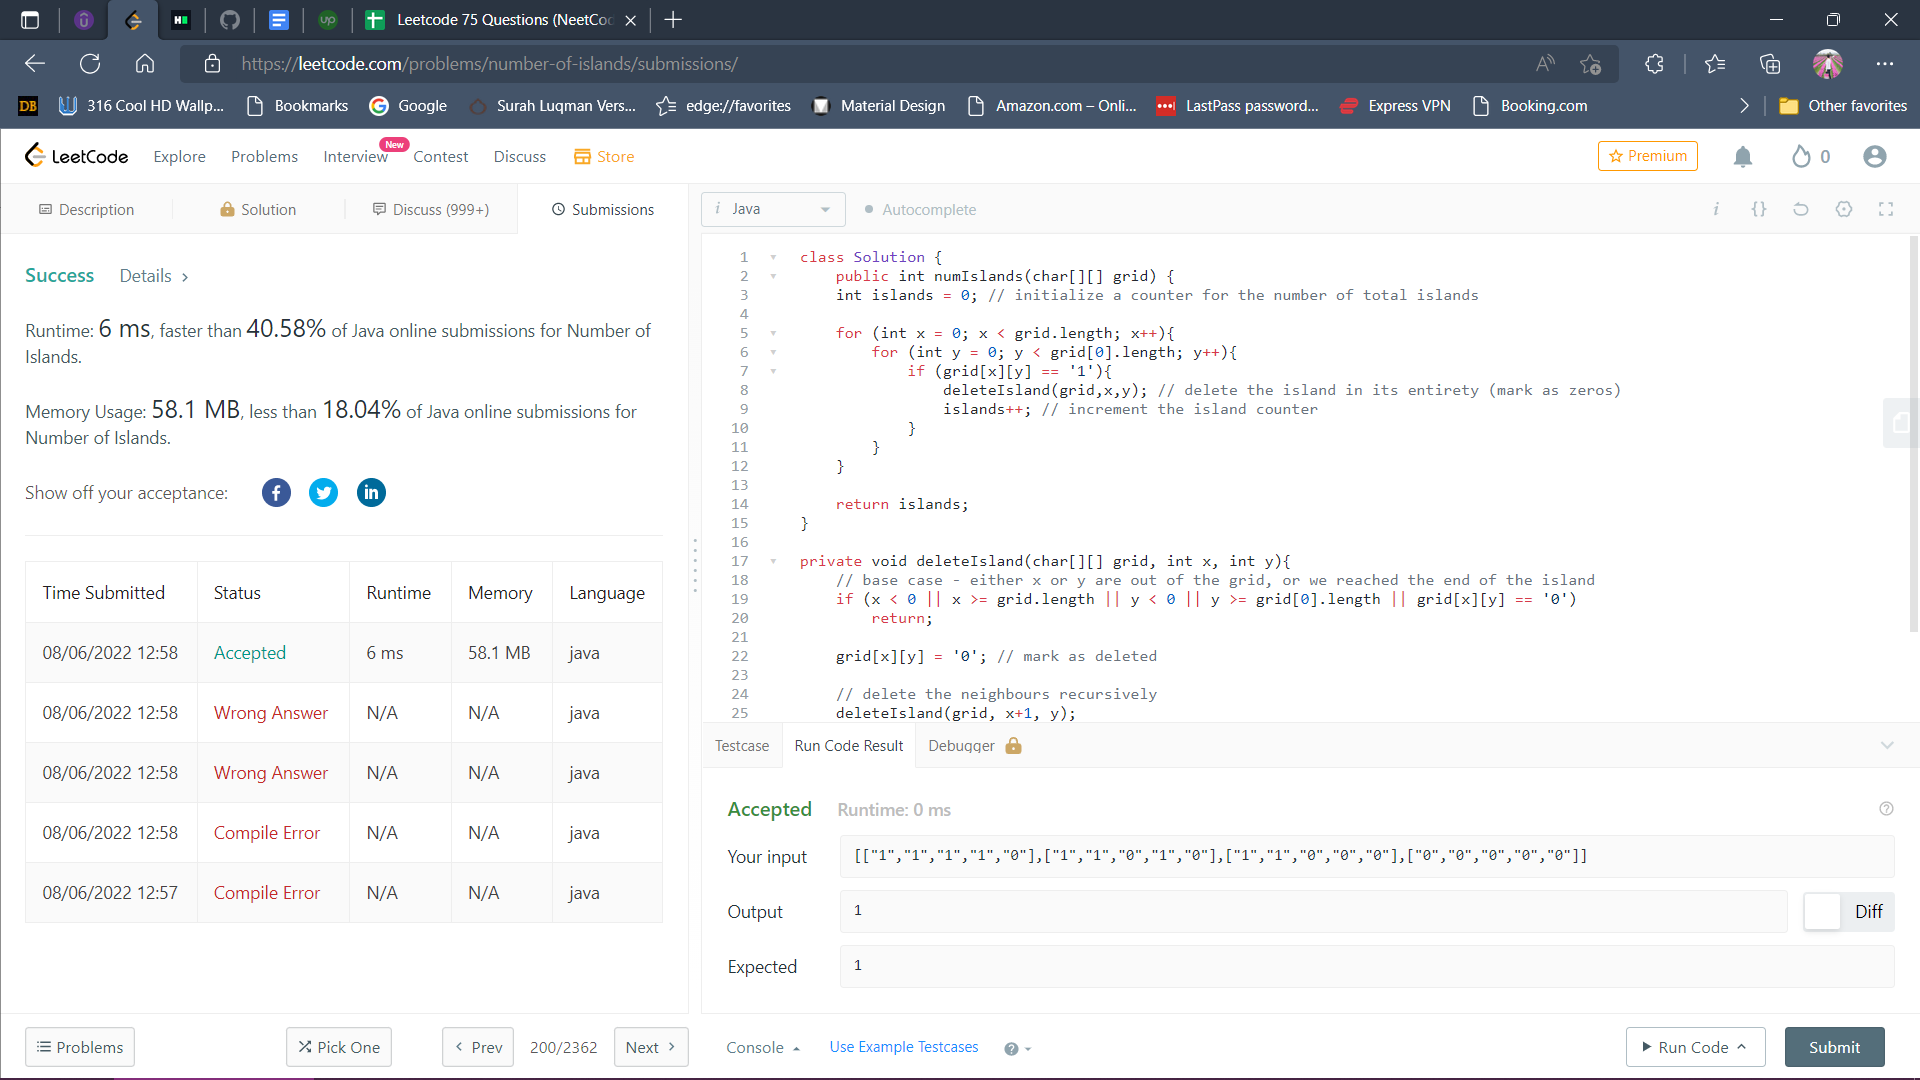 Leetcode 75 Questions (NeetCo
https://leetcode.com/problems/number-of-islands/submissions/
316 Cool HD Wallp...
Bookmarks
Google
Surah Luqman Vers...
edge://favorites
Material Design
Amazon.com – Onli...
LastPass password...
Express VPN
Booking.com
Other favorites
LeetCode
Explore
Problems
Interview
New
Contest
Discuss
Store
Premium
0
Description
Solution
Discuss (999+)
Submissions
i Java
Autocomplete
Success Details >
Runtime: 6 ms, faster than 40.58% of Java online submissions for Number of
Islands.
Memory Usage: 58.1 MB, less than 18.04% of Java online submissions for
Number of Islands.
Show off your acceptance:
Time Submitted Status Runtime Memory Language
08/06/2022 12:58 Accepted 6 ms 58.1 MB java
08/06/2022 12:58 Wrong Answer N/A N/A java
08/06/2022 12:58 Wrong Answer N/A N/A java
08/06/2022 12:58 Compile Error N/A N/A java
08/06/2022 12:57 Compile Error N/A N/A java
1 class Solution {
2 public int numIslands(char[][] grid) {
3 int islands = 0; // initialize a counter for the number of total islands
4
5 for (int x = 0; x < grid.length; x++){
6 for (int y = 0; y < grid[0].length; y++){
7 if (grid[x][y] == '1'){
8 deleteIsland(grid,x,y); // delete the island in its entirety (mark as zeros)
9 islands++; // increment the island counter
10 }
11 }
12 }
13
14 return islands;
15 }
16
17 private void deleteIsland(char[][] grid, int x, int y){
18 // base case - either x or y are out of the grid, or we reached the end of the island
19 if (x < 0 || x >= grid.length || y < 0 || y >= grid[0].length || grid[x][y] == '0')
20 return;
21
22 grid[x][y] = '0'; // mark as deleted
23
24 // delete the neighbours recursively
25 deleteIsland(grid, x+1, y);
Testcase
Run Code Result
Debugger
Accepted Runtime: 0 ms
Your input
[["1","1","1","1","0"],["1","1","0","1","0"],["1","1","0","0","0"],["0","0","0","0","0"]]
Output
1
Diff
Expected
1
Problems
Pick One
Prev
200/2362
Next
Console
Use Example Testcases
Run Code
Submit